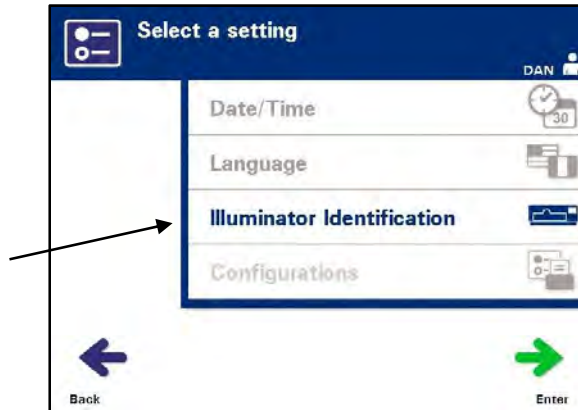 Select a setting
DAN
Date/Time
30
Language
Illuminator Identification
Configurations
Back
Enter